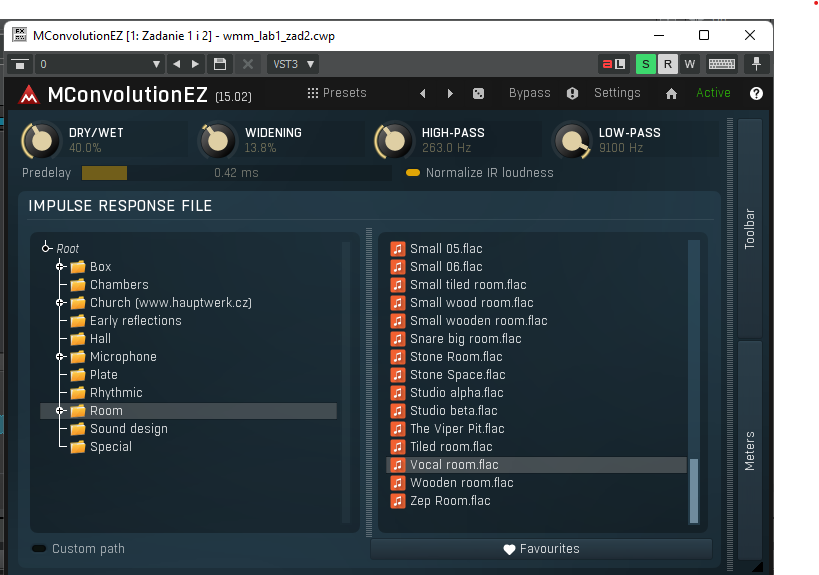 MConvolutionEZ [1: Zadanie 1 i 2] - wmm_lab1_zad2.cwp
FX
0
VST3
a
S
R
W
MConvolutionEZ (15.02)
Presets
Bypass
Settings
Active
?
DRY/WET
40.0%
WIDENING
13.8%
HIGH-PASS
263.0 Hz
LOW-PASS
9100 Hz
Predelay
0.42 ms
Normalize IR loudness
IMPULSE RESPONSE FILE
Root
Box
Chambers
Church (www.hauptwerk.cz)
Early reflections
Hall
Microphone
Plate
Rhythmic
Room
Sound design
Special
Small 05.flac
Small 06.flac
Small tiled room.flac
Small wood room.flac
Small wooden room.flac
Snare big room.flac
Stone Room.flac
Stone Space.flac
Studio alpha.flac
Studio beta.flac
The Viper Pit.flac
Tiled room.flac
Vocal room.flac
Wooden room.flac
Zep Room.flac
Custom path
Favourites
Toolbar
Meters